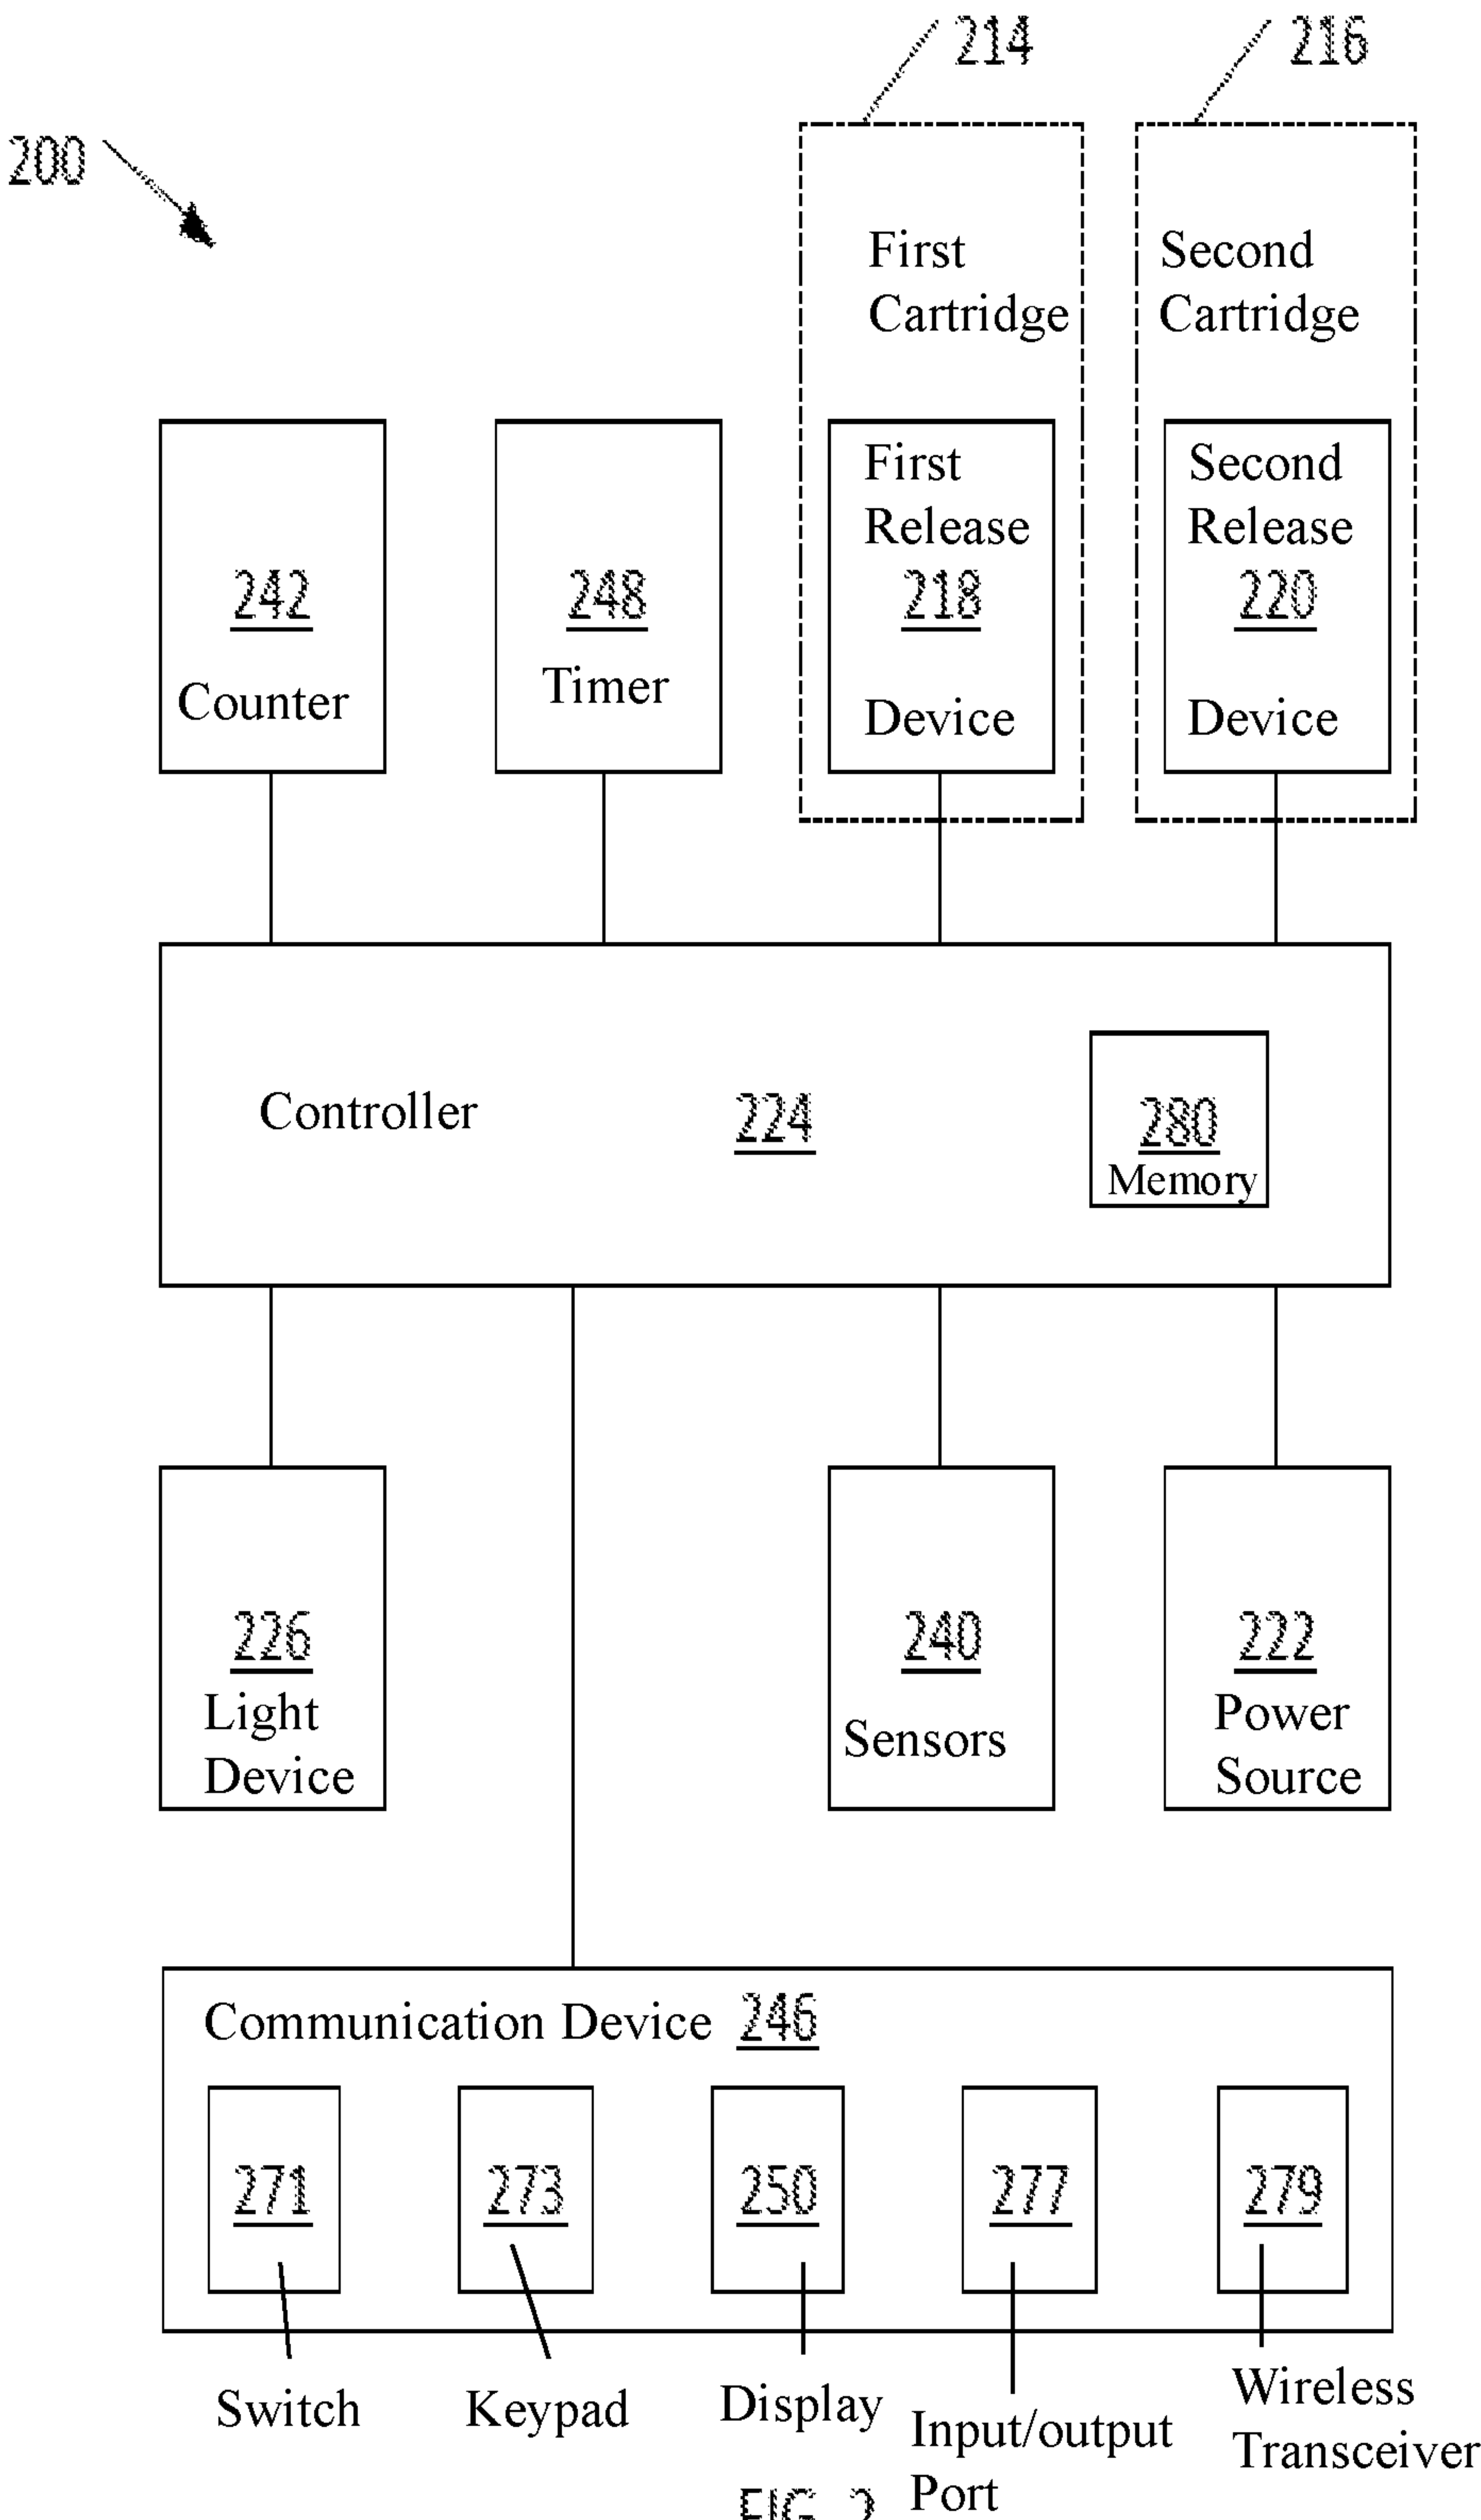 214
216
200
First
Cartridge
Second
Cartridge
First
Release
218
Device
Second
Release
220
Device
242
Counter
248
Timer
Controller
224
280
Memory
226
Light
Device
240
Sensors
222
Power
Source
Communication Device 246
271
273
250
277
279
Switch
Keypad
Display
Input/output
Port
Wireless
Transceiver
FIG. 2